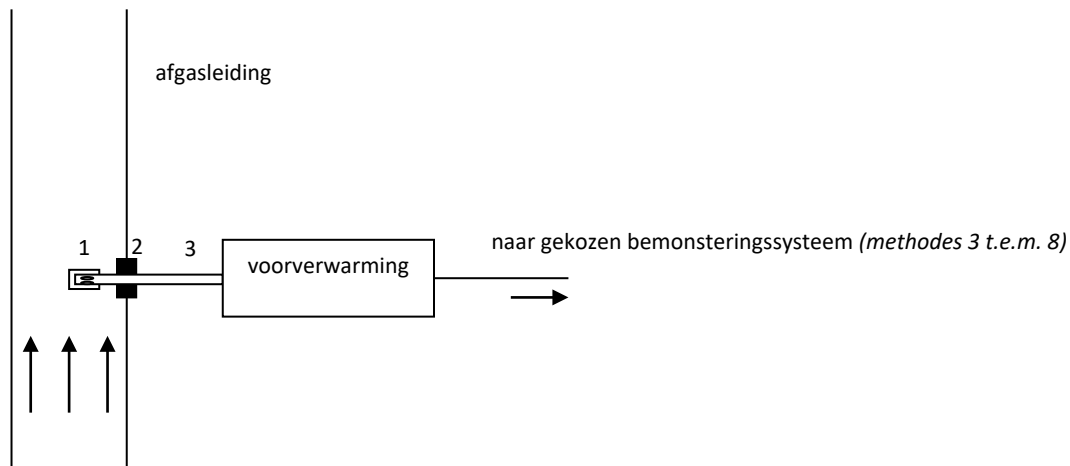 afgasleiding
1 2 3
voorverwarming
naar gekozen bemonsteringssysteem (methodes 3 t.e.m. 8)